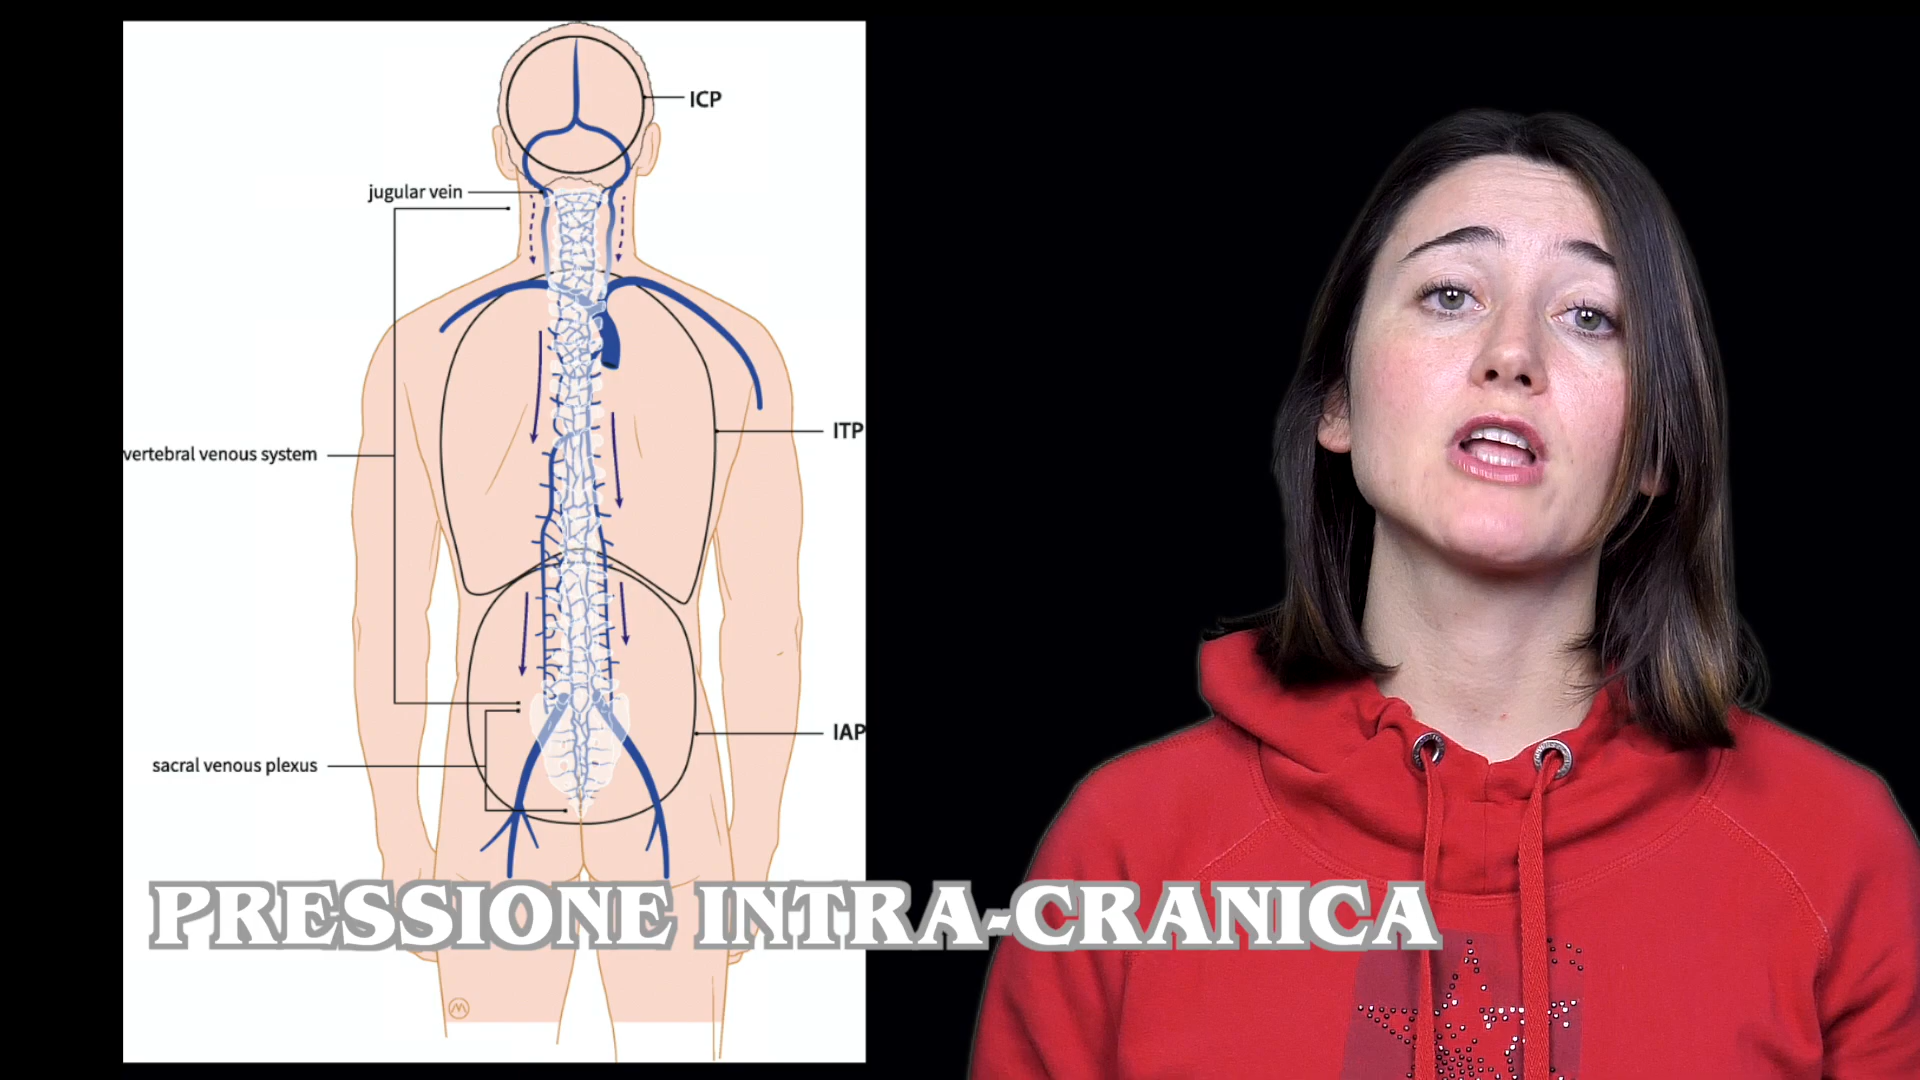 ICP
jugular vein
ITP
vertebral venous system
IAP
sacral venous plexus
PRESSIONE INTRA-CRANICA